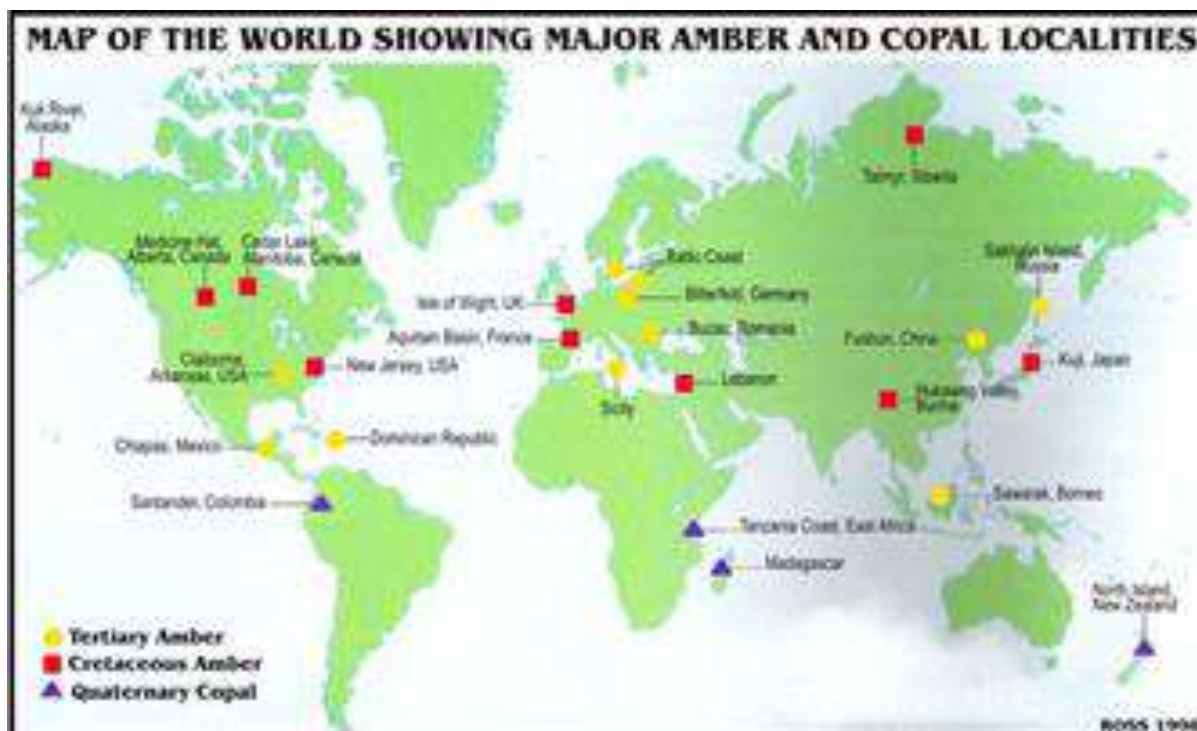 MAP OF THE WORLD SHOWING MAJOR AMBER AND COPAL LOCALITIES
Kuk River,
Alaska
Taimyr, Siberia
Medicine Hat,
Alberta, Canada
Cedar Lake,
Manitoba, Canada
Baltic Coast
Sakhalin Island,
Russia
Isle of Wight, UK
Bitterfeld, Germany
Aquitan Basin, France
Buzau, Romania
Fushun, China
Claiborne,
Arkansas, USA
New Jersey, USA
Kuji, Japan
Lebanon
Hukawng Valley,
Burma
Sicily
Chiapas, Mexico
Dominican Republic
Santander, Colombia
Sawarak, Borneo
Tanzania Coast, East Africa
Madagascar
North Island,
New Zealand
Tertiary Amber
Cretaceous Amber
Quaternary Copal
ROSS 1998